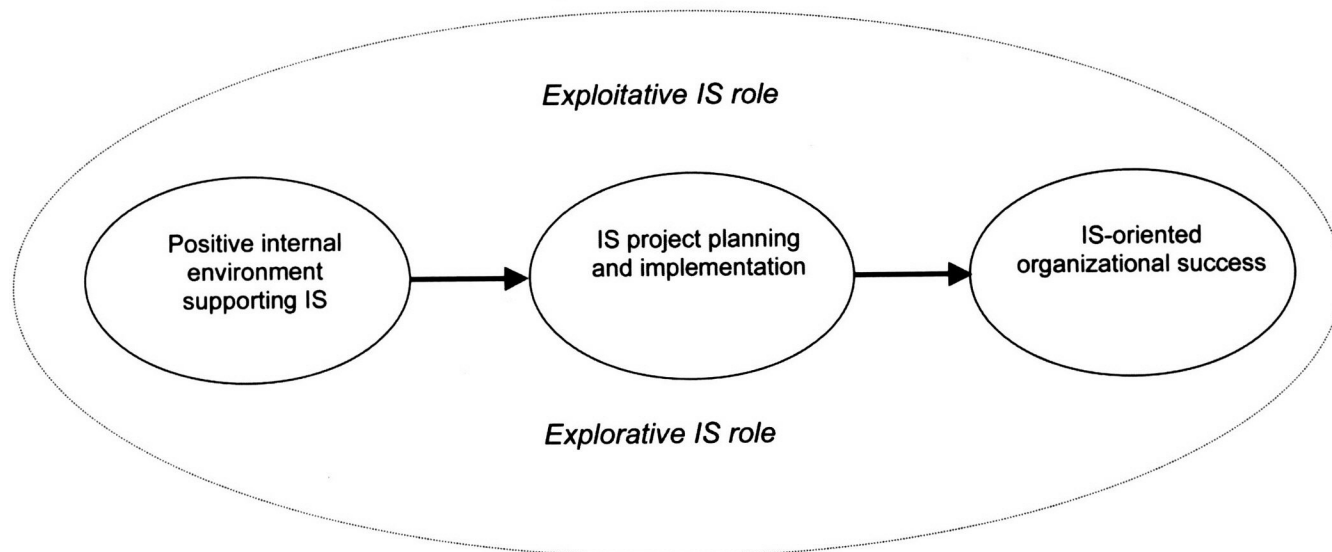 Exploitative IS role
Positive internal
environment
supporting IS
IS project planning
and implementation
IS-oriented
organizational success
Explorative IS role